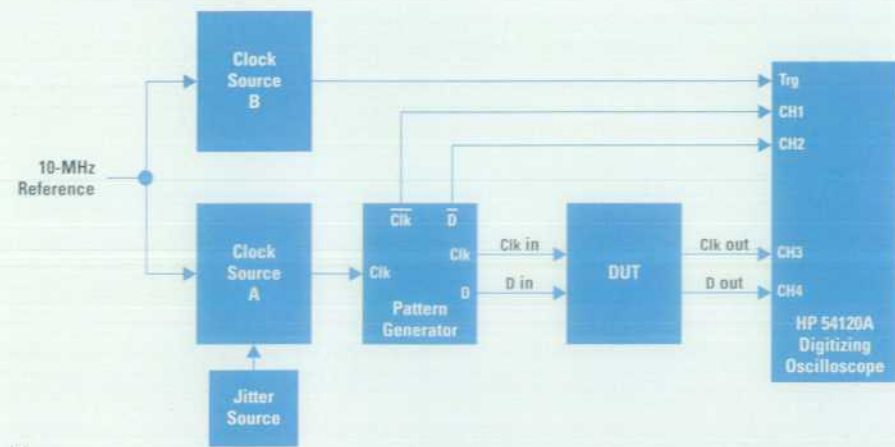 Clock
Source
B
Trg
CH1
CH2
10-MHz
Reference
Clk
D
Clock
Source
A
Clk
Clk
D
Pattern
Generator
Clk in
D in
DUT
Clk out
D out
CH3
CH4
HP 54120A
Digitizing
Oscilloscope
Jitter
Source